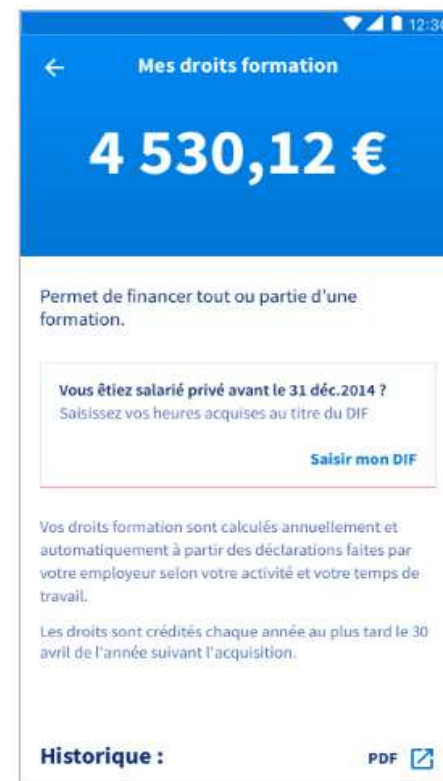 12:30
Mes droits formation
4 530,12 €
Permet de financer tout ou partie d'une
formation.
Vous êtiez salarié privé avant le 31 déc.2014 ?
Saisissez vos heures acquises au titre du DIF
Saisir mon DIF
Vos droits formation sont calculés annuellement et
automatiquement à partir des déclarations faites par
votre employeur selon votre activité et votre temps de
travail.
Les droits sont crédités chaque année au plus tard le 30
avril de l'année suivant l'acquisition.
Historique :
PDF